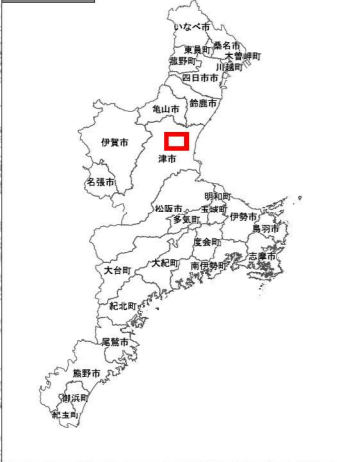 いなべ市
東員町
桑名市
木曽岬町
菰野町
川越町
四日市市
亀山市
鈴鹿市
伊賀市
津市
名張市
松阪市
明和町
多気町
玉城町
伊勢市
鳥羽市
度会町
志摩市
大台町
大紀町
南伊勢町
紀北町
尾鷲市
熊野市
御浜町
紀宝町